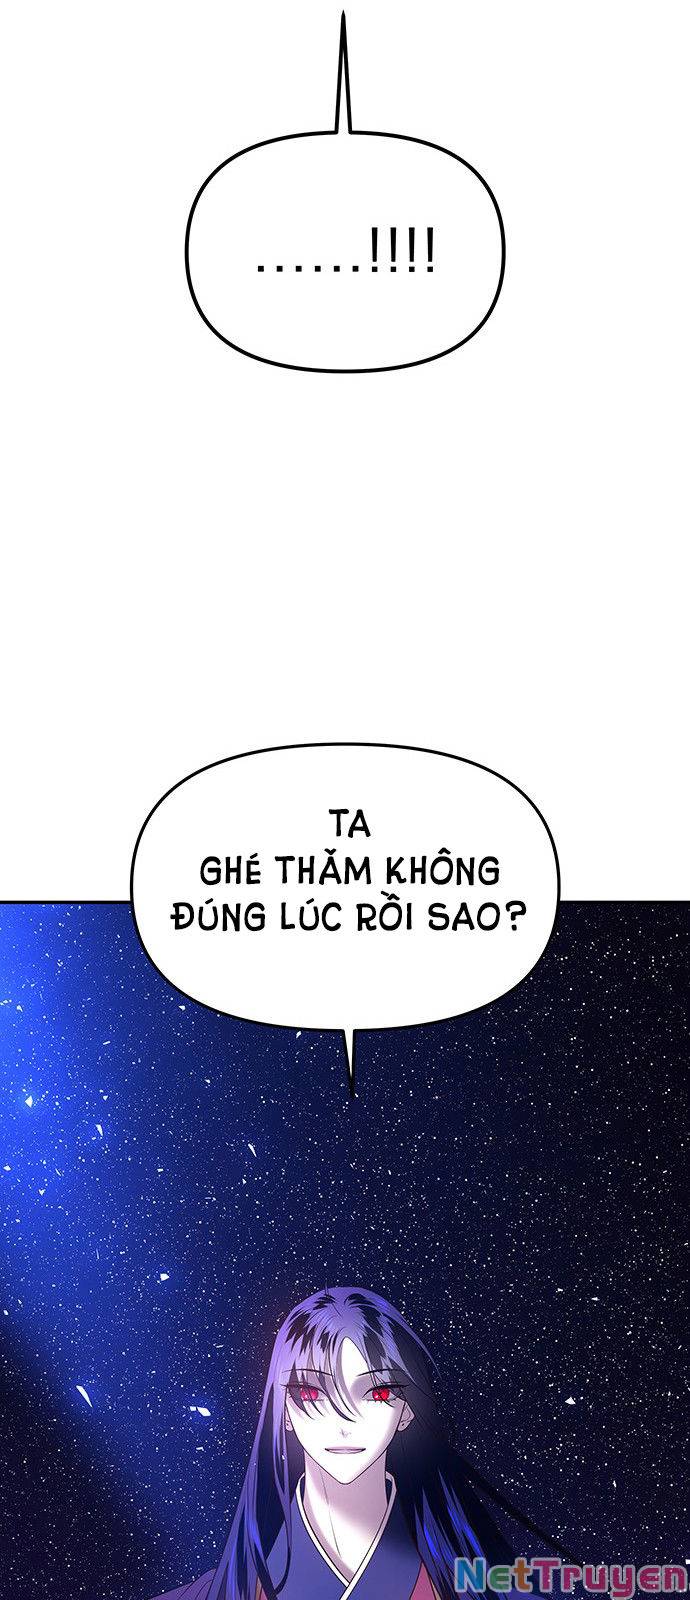 ......!!!!
TA
GHÉ THĂM KHÔNG
ĐÚNG LÚC RỒI SAO?
NetTruyen